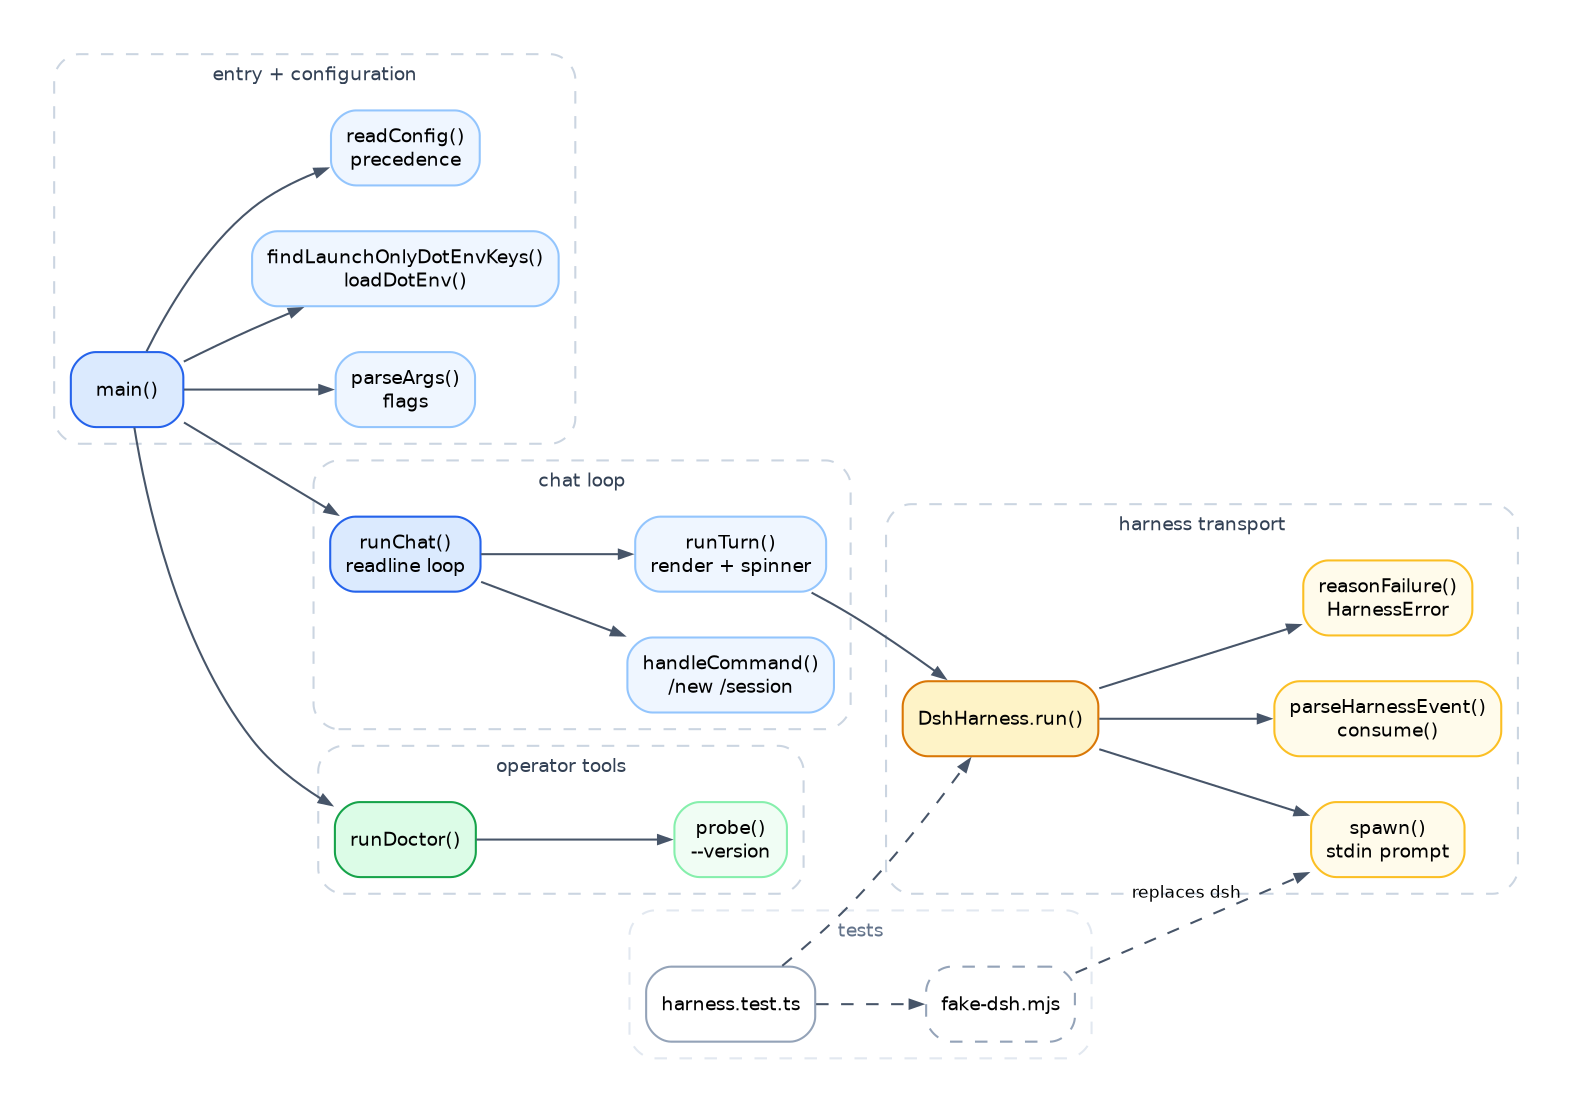 entry + configuration
readConfig()
precedence
findLaunchOnlyDotEnvKeys()
loadDotEnv()
main()
parseArgs()
flags
chat loop
runChat()
readline loop
runTurn()
render + spinner
handleCommand()
/new /session
harness transport
reasonFailure()
HarnessError
DshHarness.run()
parseHarnessEvent()
consume()
spawn()
stdin prompt
operator tools
runDoctor()
probe()
--version
replaces dsh
tests
harness.test.ts
fake-dsh.mjs